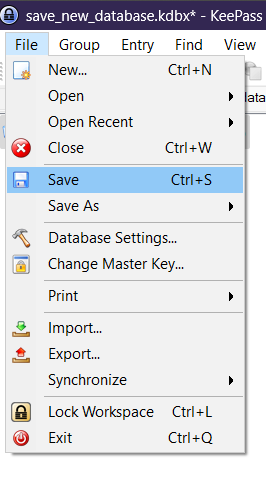 save_new_database.kdbx* - KeePass
File Group Entry Find View
New... Ctrl+N
Open
Open Recent
Close Ctrl+W
Save Ctrl+S
Save As
Database Settings...
Change Master Key...
Print
Import...
Export...
Synchronize
Lock Workspace Ctrl+L
Exit Ctrl+Q